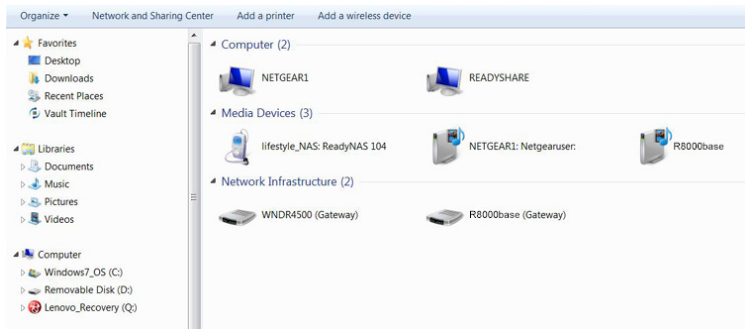 Organize Network and Sharing Center Add a printer Add a wireless device
Favorites
Desktop
Downloads
Recent Places
Vault Timeline
Libraries
Documents
Music
Pictures
Videos
Computer
Windows7_OS (C:)
Removable Disk (D:)
Lenovo_Recovery (Q:)
Computer (2)
NETGEAR1 READYSHARE
Media Devices (3)
lifestyle_NAS: ReadyNAS 104 NETGEAR1: Netgearuser: R8000base
Network Infrastructure (2)
WNDR4500 (Gateway) R8000base (Gateway)